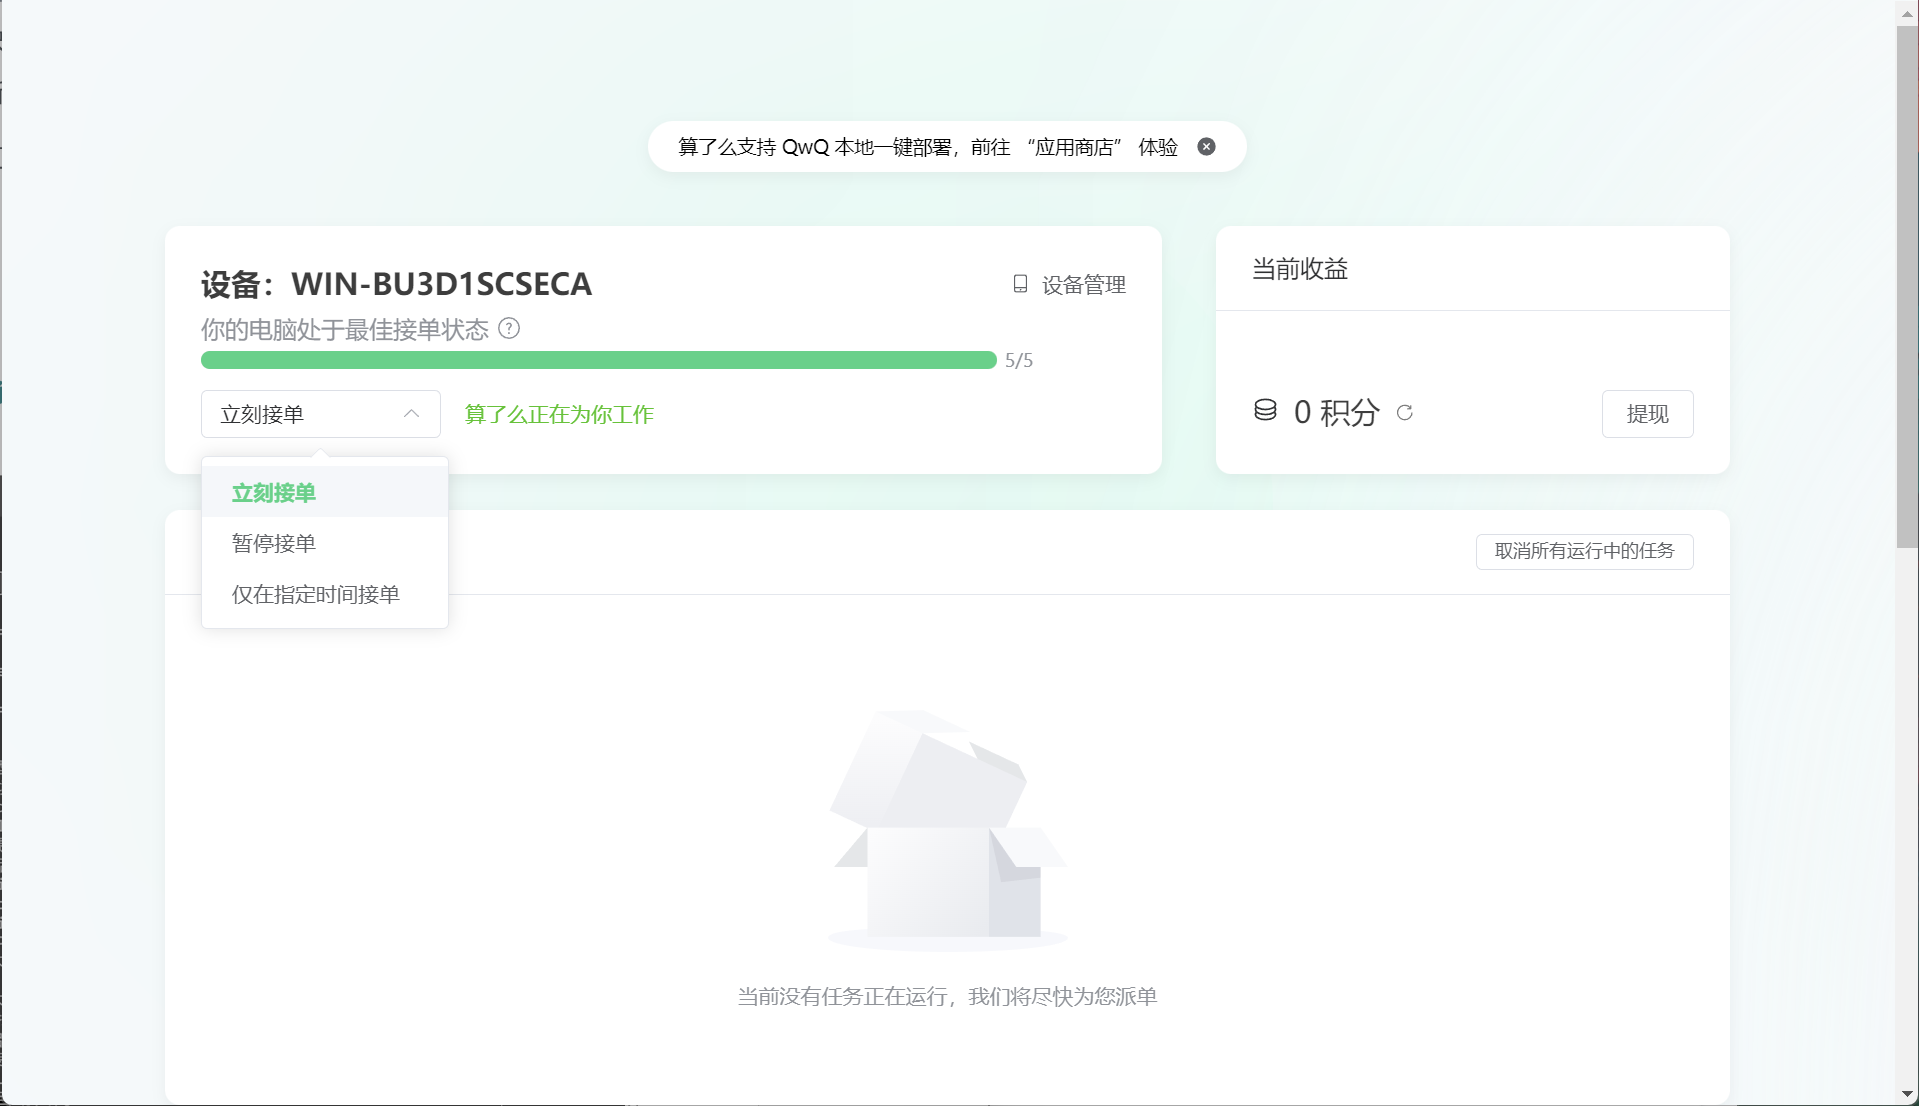 算了么支持 QwQ 本地一键部署，前往 “应用商店” 体验
设备：WIN-BU3D1SCSECA
设备管理
你的电脑处于最佳接单状态
5/5
立刻接单
算了么正在为你工作
立刻接单
暂停接单
仅在指定时间接单
当前收益
0 积分
提现
取消所有运行中的任务
当前没有任务正在运行，我们将尽快为您派单